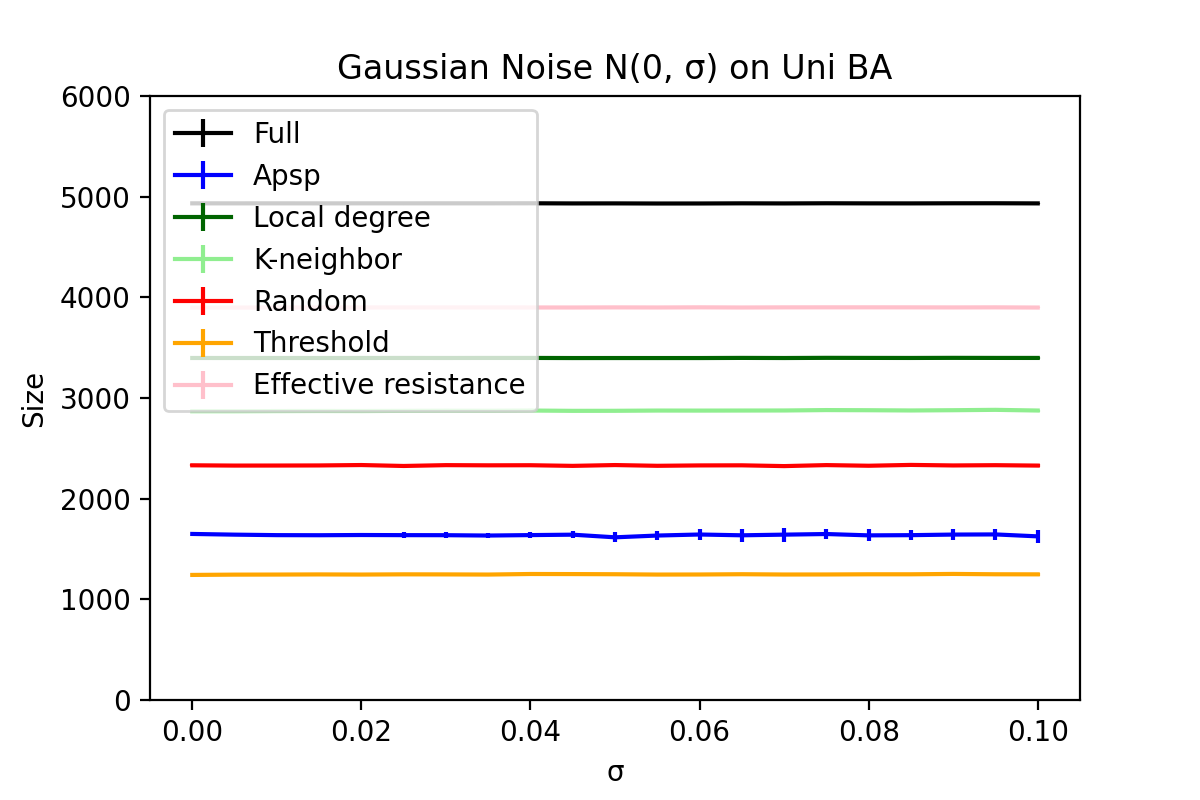 Gaussian Noise N(0, σ) on Uni BA
6000
5000
4000
3000
2000
1000
0
Size
Full
Apsp
Local degree
K-neighbor
Random
Threshold
Effective resistance
0.00 0.02 0.04 0.06 0.08 0.10
σ